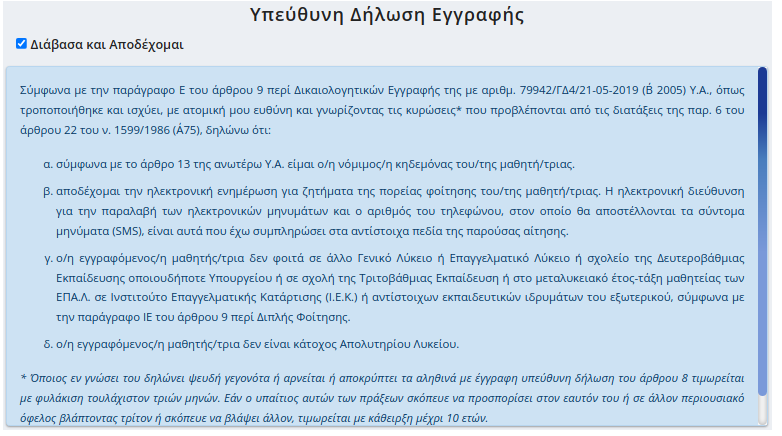 Υπεύθυνη Δήλωση Εγγραφής
Διάβασα και Αποδέχομαι
Σύμφωνα με την παράγραφο Ε του άρθρου 9 περί Δικαιολογητικών Εγγραφής της με αριθμ. 79942/ΓΔ4/21-05-2019 (Β́ 2005) Υ.Α., όπως
τροποποιήθηκε και ισχύει, με ατομική μου ευθύνη και γνωρίζοντας τις κυρώσεις* που προβλέπονται από τις διατάξεις της παρ. 6 του
άρθρου 22 του ν. 1599/1986 (Á75), δηλώνω ότι:
α. σύμφωνα με το άρθρο 13 της ανωτέρω Υ.Α. είμαι ο/η νόμιμος/η κηδεμόνας του/της μαθητή/τριας.
β. αποδέχομαι την ηλεκτρονική ενημέρωση για ζητήματα της πορείας φοίτησης του/της μαθητή/τριας. Η ηλεκτρονική διεύθυνση
για την παραλαβή των ηλεκτρονικών μηνυμάτων και ο αριθμός του τηλεφώνου, στον οποίο θα αποστέλλονται τα σύντομα
μηνύματα (SMS), είναι αυτά που έχω συμπληρώσει στα αντίστοιχα πεδία της παρούσας αίτησης.
γ. ο/η εγγραφόμενος/η μαθητής/τρια δεν φοιτά σε άλλο Γενικό Λύκειο ή Επαγγελματικό Λύκειο ή σχολείο της Δευτεροβάθμιας
Εκπαίδευσης οποιουδήποτε Υπουργείου ή σε σχολή της Τριτοβάθμιας Εκπαίδευση ή στο μεταλυκειακό έτος-τάξη μαθητείας των
ΕΠΑ.Λ. σε Ινστιτούτο Επαγγελματικής Κατάρτισης (Ι.Ε.Κ.) ή αντίστοιχων εκπαιδευτικών ιδρυμάτων του εξωτερικού, σύμφωνα με
την παράγραφο ΙΕ του άρθρου 9 περί Διπλής Φοίτησης.
δ. ο/η εγγραφόμενος/η μαθητής/τρια δεν είναι κάτοχος Απολυτηρίου Λυκείου.
* Όποιος εν γνώσει του δηλώνει ψευδή γεγονότα ή αρνείται ή αποκρύπτει τα αληθινά με έγγραφη υπεύθυνη δήλωση του άρθρου 8 τιμωρείται
με φυλάκιση τουλάχιστον τριών μηνών. Εάν ο υπαίτιος αυτών των πράξεων σκόπευε να προσπορίσει στον εαυτόν του ή σε άλλον περιουσιακό
όφελος βλάπτοντας τρίτον ή σκόπευε να βλάψει άλλον, τιμωρείται με κάθειρξη μέχρι 10 ετών.